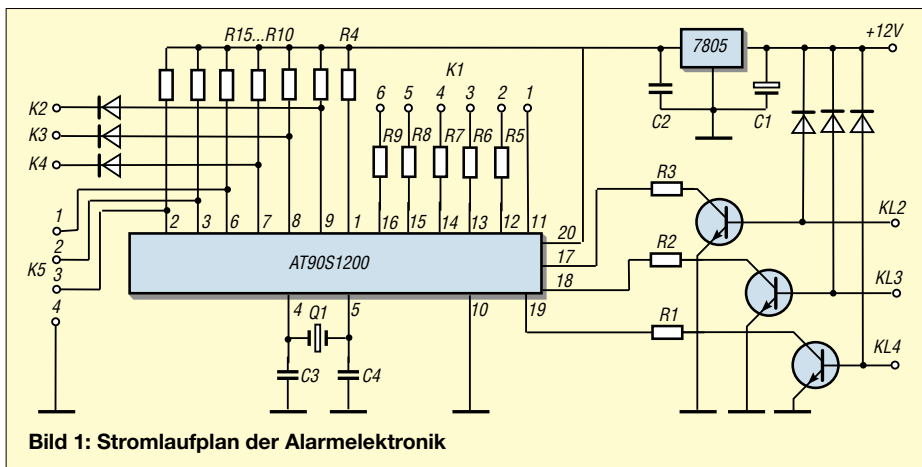 R15...R10 R4
7805
+12V
K1
6 5 4 3 2 1
C2 C1
K2
K3
K4
R9 R8 R7 R6 R5
R3
1
2
K5 3
4
2 3 6 7 8 9 1 16 15 14 13 12 11
20
17
18
AT90S1200
KL2
R2
KL3
4 5 10 19
Q1
R1
C3 C4
KL4
Bild 1: Stromlaufplan der Alarmelektronik